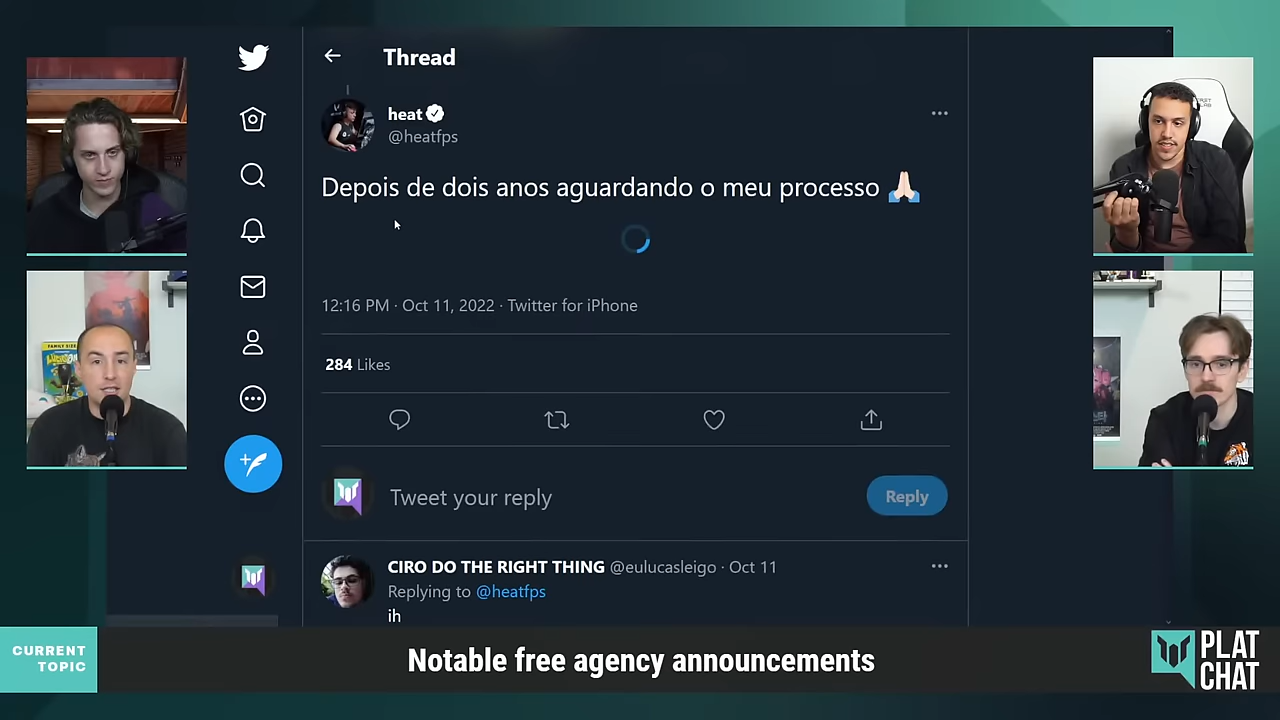 Thread
heat
@heatfps
Depois de dois anos aguardando o meu processo 🙏🏻
12:16 PM · Oct 11, 2022 · Twitter for iPhone
284 Likes
Tweet your reply
Reply
CIRO DO THE RIGHT THING @eulucasleigo · Oct 11
Replying to @heatfps
ih
CURRENT
TOPIC
Notable free agency announcements
PLAT
CHAT